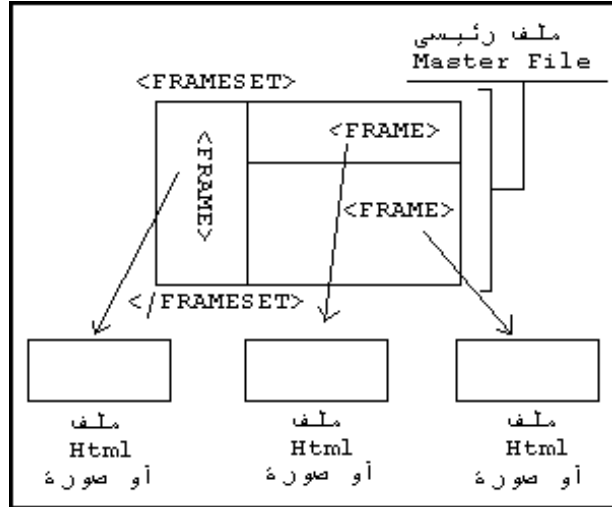 ملف رئيسي
Master File
<FRAMESET>
<FRAME>
<FRAME>
<FRAME>
</FRAMESET>
ملف
Html
أو صورة
ملف
Html
أو صورة
ملف
Html
أو صورة